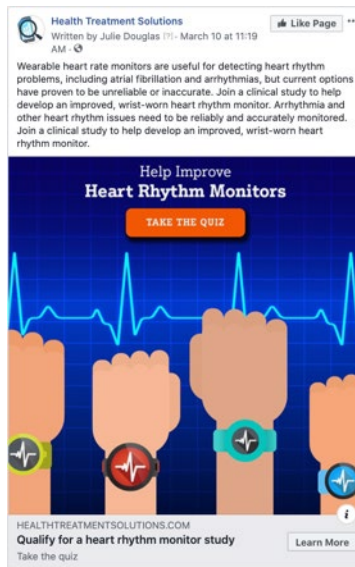 Health Treatment Solutions
Like Page
Written by Julie Douglas [?] · March 10 at 11:19
AM ·
Wearable heart rate monitors are useful for detecting heart rhythm
problems, including atrial fibrillation and arrhythmias, but current options
have proven to be unreliable or inaccurate. Join a clinical study to help
develop an improved, wrist-worn heart rhythm monitor. Arrhythmia and
other heart rhythm issues need to be reliably and accurately monitored.
Join a clinical study to help develop an improved, wrist-worn heart
rhythm monitor.
Help Improve
Heart Rhythm Monitors
TAKE THE QUIZ
i
HEALTHTREATMENTSOLUTIONS.COM
Qualify for a heart rhythm monitor study
Learn More
Take the quiz